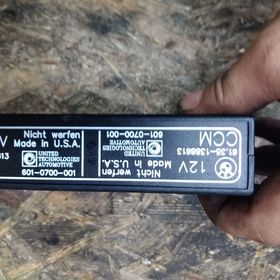 V
613
Nicht werfen
Made in U.S.A.
UNITED
TECHNOLOGIES
AUTOMOTIVE
601-0700-001
CCM
61.35-1388613
12V
Nicht werfen
Made in U.S.A.
UNITED
TECHNOLOGIES
AUTOMOTIVE
601-0700-001